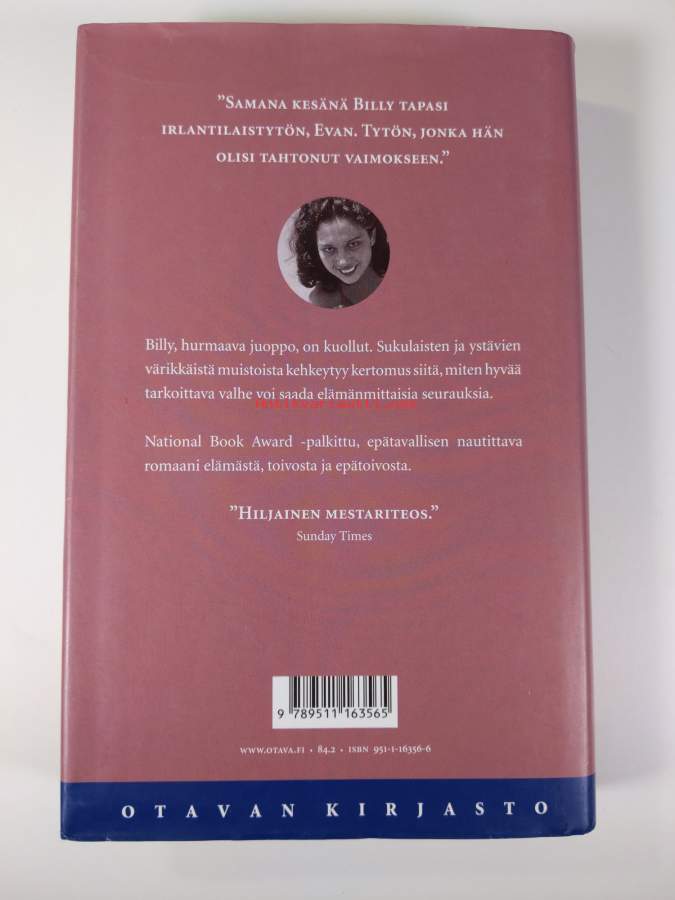 ”Samana kesänä Billy tapasi
irlantilaistytön, Evan. Tytön, jonka hän
olisi tahtonut vaimokseen.”
Billy, hurmaava juoppo, on kuollut. Sukulaisten ja ystävien
värikkäistä muistoista kehkeytyy kertomus siitä, miten hyvää
tarkoittava valhe voi saada elämänmittaisia seurauksia.
National Book Award -palkittu, epätavallisen nautittava
romaani elämästä, toivosta ja epätoivosta.
”Hiljainen mestariteos.”
Sunday Times
9 789511 163565
www.otava.fi • 84.2 • ISBN 951-1-16356-6
OTAVAN KIRJASTO